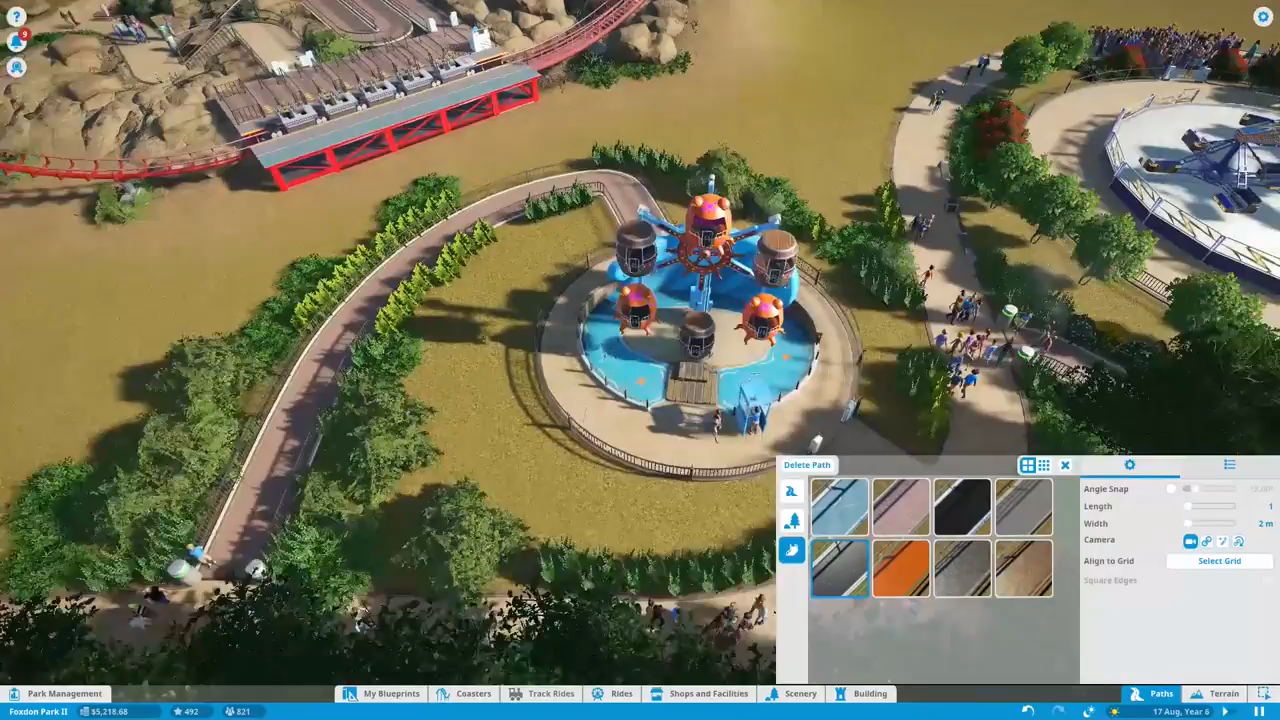 ?
9
Delete Path
Angle Snap
Length 1
Width 2 m
Camera
Align to Grid Select Grid
Square Edges
Park Management
My Blueprints
Coasters
Track Rides
Rides
Shops and Facilities
Scenery
Building
Paths
Terrain
Foxdon Park II $5,218.68 492 821 17 Aug, Year 6